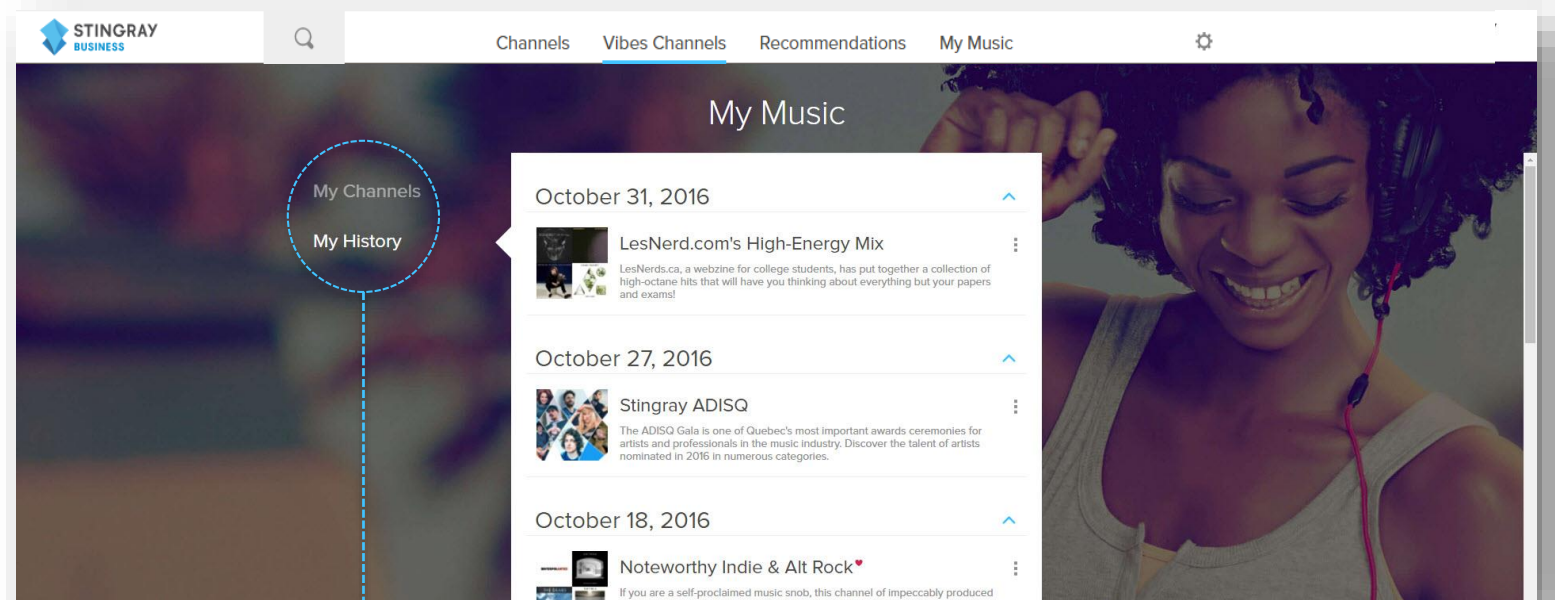 STINGRAY
BUSINESS
Channels Vibes Channels Recommendations My Music
My Music
My Channels
My History
October 31, 2016
LesNerd.com's High-Energy Mix
LesNerds.ca, a webzine for college students, has put together a collection of
high-octane hits that will have you thinking about everything but your papers
and exams!
October 27, 2016
Stingray ADISQ
The ADISQ Gala is one of Quebec's most important awards ceremonies for
artists and professionals in the music industry. Discover the talent of artists
nominated in 2016 in numerous categories.
October 18, 2016
Noteworthy Indie & Alt Rock
If you are a self-proclaimed music snob, this channel of impeccably produced